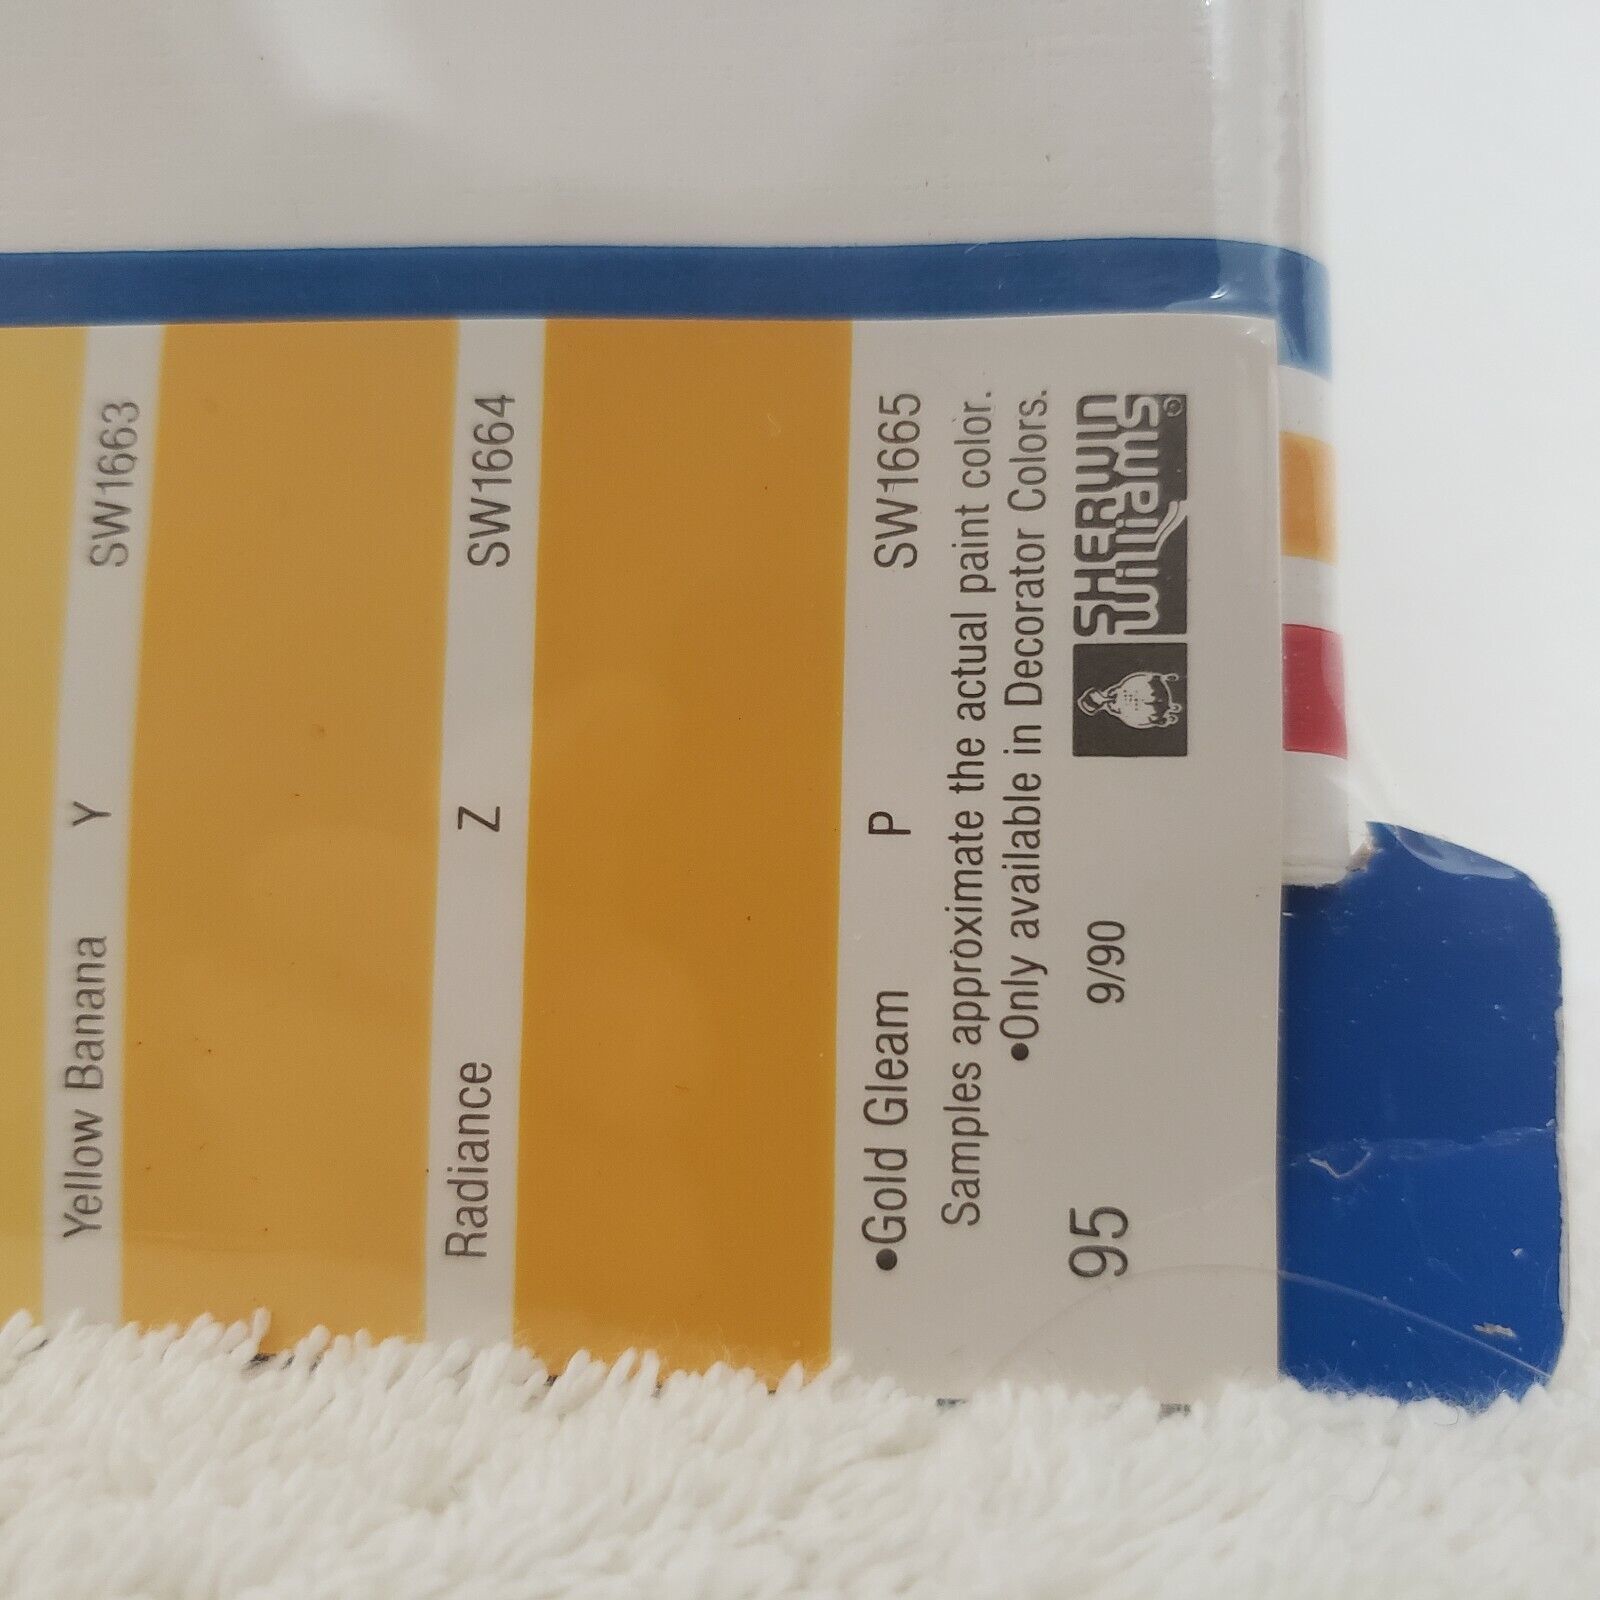 Yellow Banana Y SW1663
Radiance Z SW1664
•Gold Gleam P SW1665
Samples approximate the actual paint color.
•Only available in Decorator Colors.
95 9/90 SHERWIN
WILLIAMS®